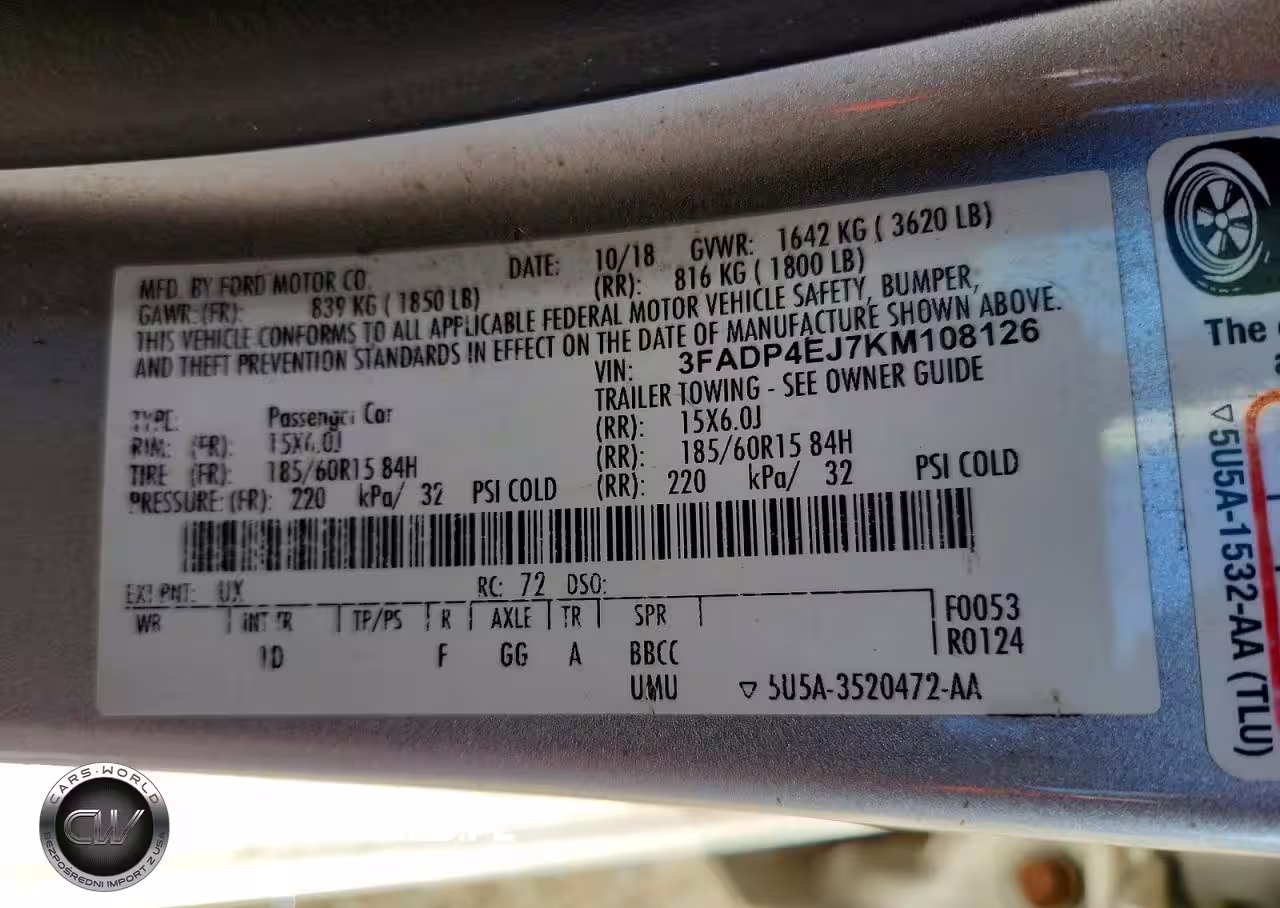 MFD. BY FORD MOTOR CO. DATE: 10/18 GVWR: 1642 KG ( 3620 LB)
GAWR: (FR): 839 KG ( 1850 LB) (RR): 816 KG ( 1800 LB)
THIS VEHICLE CONFORMS TO ALL APPLICABLE FEDERAL MOTOR VEHICLE SAFETY, BUMPER,
AND THEFT PREVENTION STANDARDS IN EFFECT ON THE DATE OF MANUFACTURE SHOWN ABOVE.
VIN: 3FADP4EJ7KM108126
TYPE: Passenger Car TRAILER TOWING - SEE OWNER GUIDE
RIM: (FR): 15X6.0J (RR): 15X6.0J
TIRE (FR): 185/60R15 84H (RR): 185/60R15 84H
PRESSURE: (FR): 220 kPa/ 32 PSI COLD (RR): 220 kPa/ 32 PSI COLD
EXT PNT: UX RC: 72 DSO:
WB INT TR TP/PS R AXLE TR SPR F0053
R0124
1D F GG A BBCC
UMU ▽ 5U5A-3520472-AA
The
▽ 5U5A-1532-AA (TLU)
CARS-WORLD
CW
BEZPOŚREDNI IMPORT Z USA